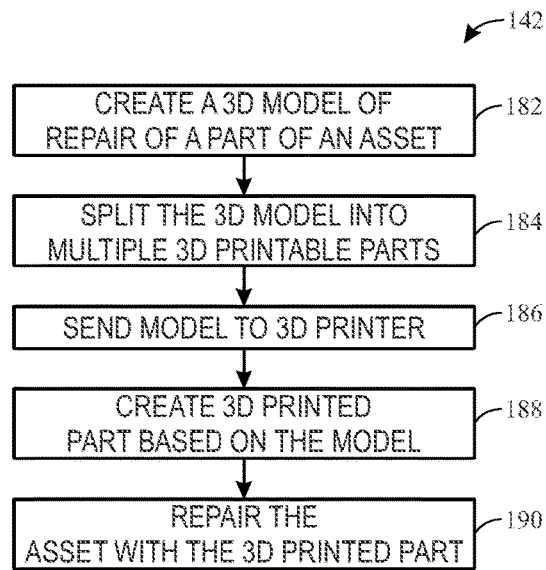 142
CREATE A 3D MODEL OF
REPAIR OF A PART OF AN ASSET
182
SPLIT THE 3D MODEL INTO
MULTIPLE 3D PRINTABLE PARTS
184
SEND MODEL TO 3D PRINTER
186
CREATE 3D PRINTED
PART BASED ON THE MODEL
188
REPAIR THE
ASSET WITH THE 3D PRINTED PART
190